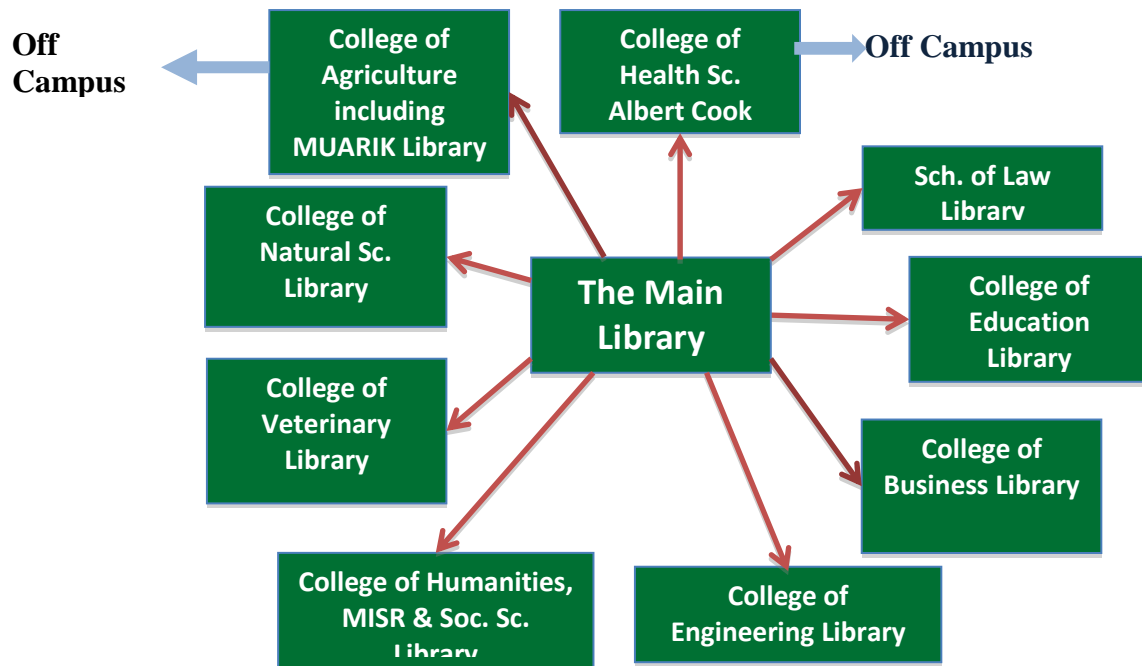 Off
Campus
College of
Agriculture
including
MUARIK Library
College of
Health Sc.
Albert Cook
Off Campus
Sch. of Law
Library
College of
Natural Sc.
Library
The Main
Library
College of
Education
Library
College of
Veterinary
Library
College of
Business Library
College of Humanities,
MISR & Soc. Sc.
Library
College of
Engineering Library